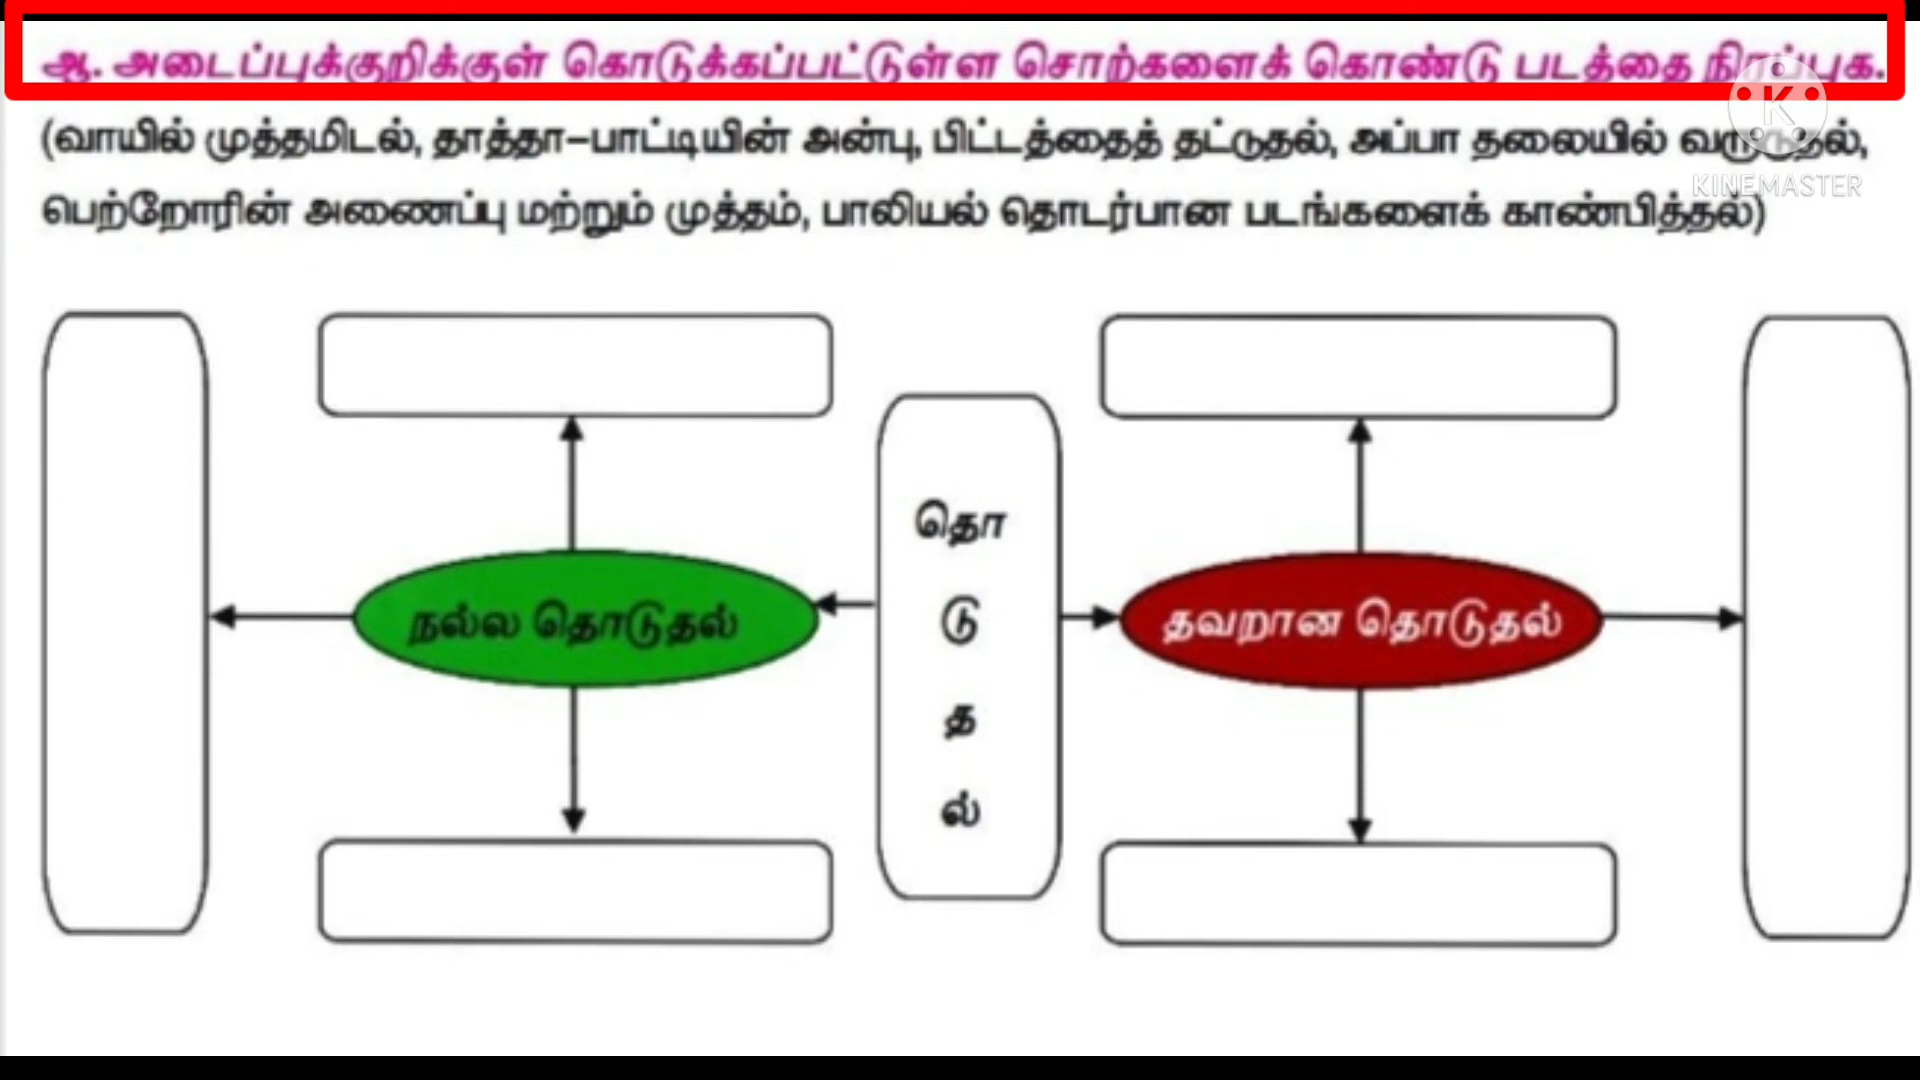 ஆ. அடைப்புக்குறிக்குள் கொடுக்கப்பட்டுள்ள சொற்களைக் கொண்டு படத்தை நிரப்புக.
(வாயில் முத்தமிடல், தாத்தா–பாட்டியின் அன்பு, பிட்டத்தைத் தட்டுதல், அப்பா தலையில் வருடுதல்,
பெற்றோரின் அணைப்பு மற்றும் முத்தம், பாலியல் தொடர்பான படங்களைக் காண்பித்தல்)
K
KINEMASTER
நல்ல தொடுதல்
தொ
டு
த
ல்
தவறான தொடுதல்